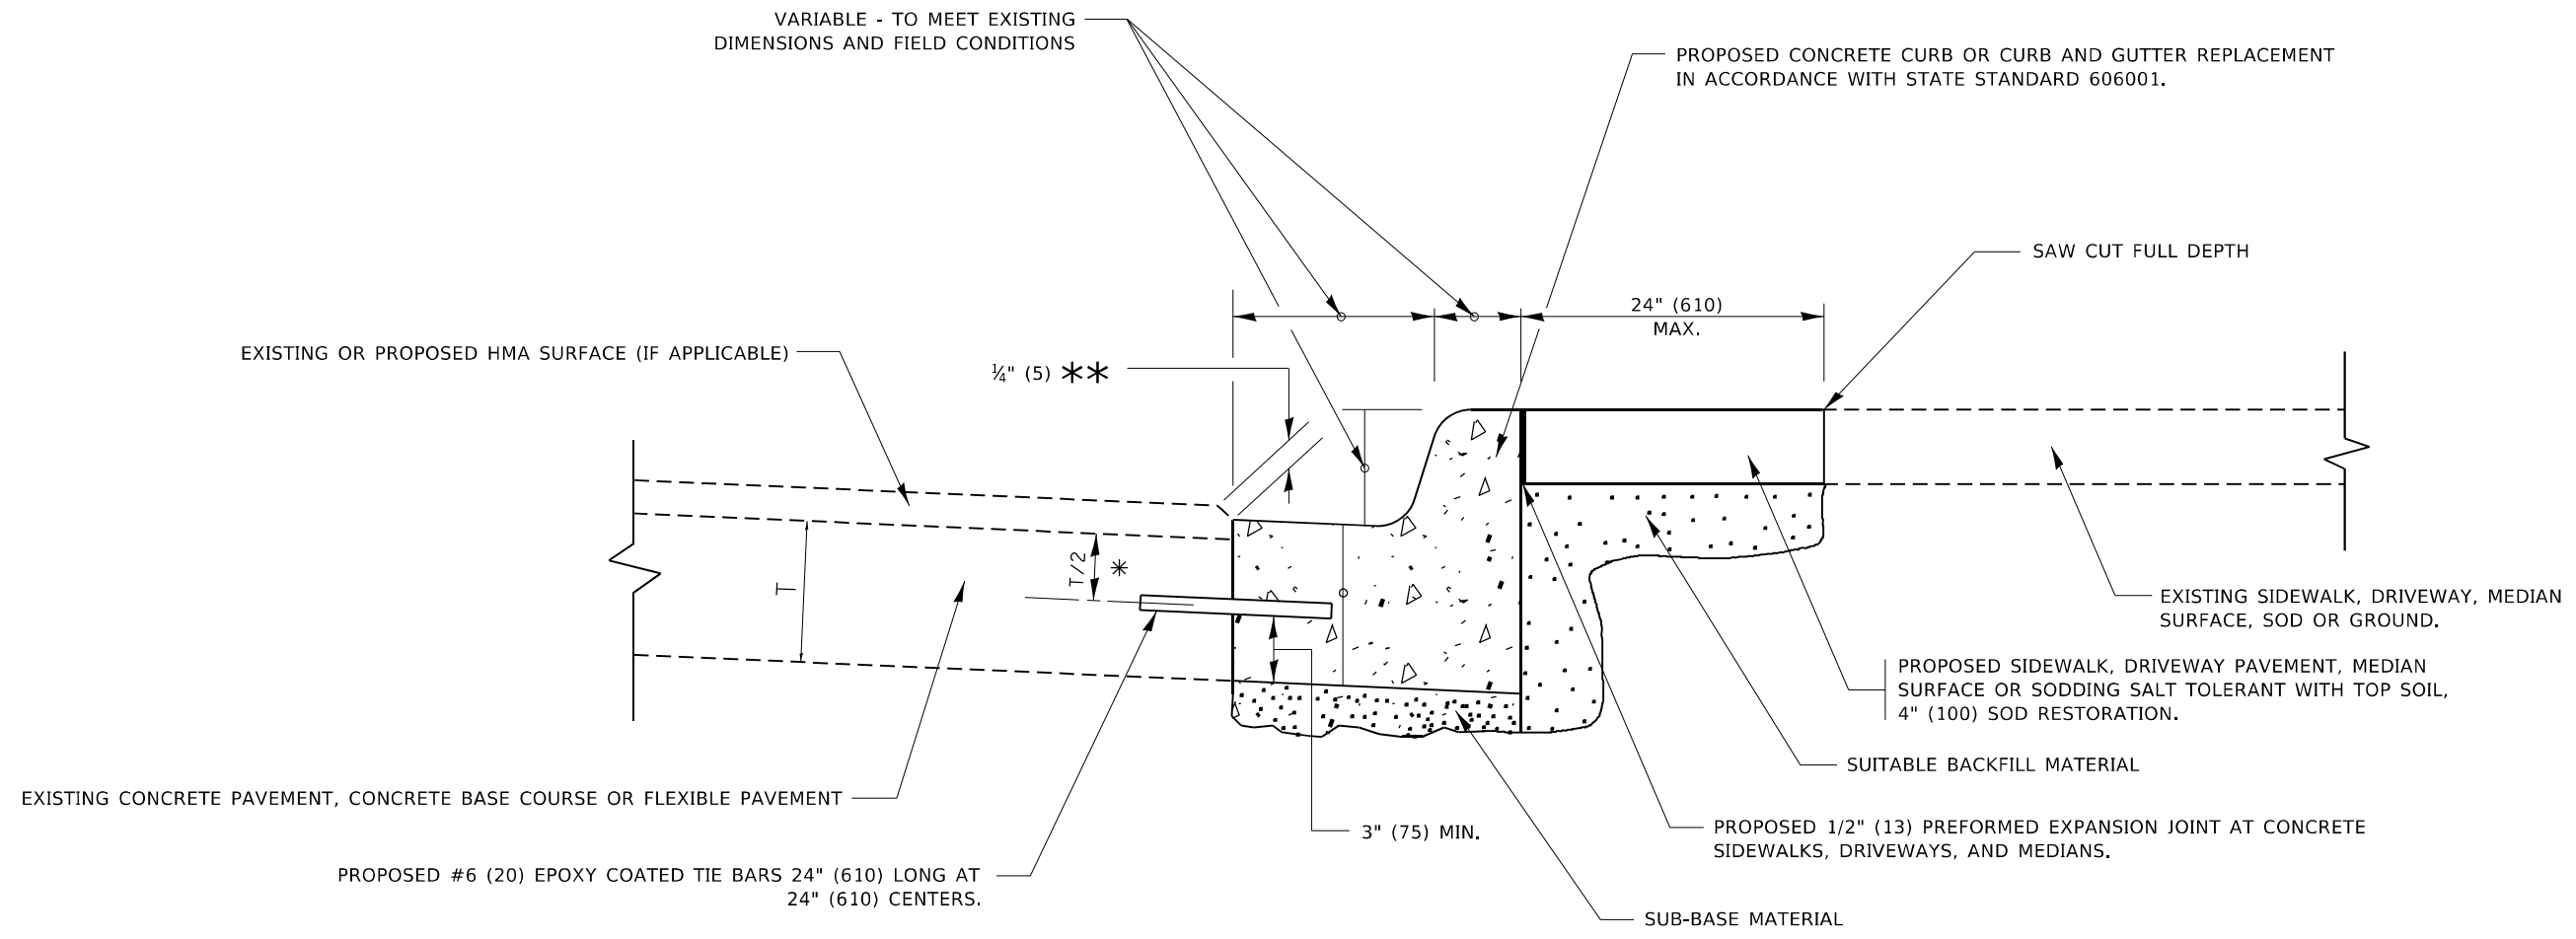 VARIABLE - TO MEET EXISTING
DIMENSIONS AND FIELD CONDITIONS
PROPOSED CONCRETE CURB OR CURB AND GUTTER REPLACEMENT
IN ACCORDANCE WITH STATE STANDARD 606001.
SAW CUT FULL DEPTH
24" (610)
MAX.
EXISTING OR PROPOSED HMA SURFACE (IF APPLICABLE)
¼" (5) **
T
T/2 *
EXISTING SIDEWALK, DRIVEWAY, MEDIAN
SURFACE, SOD OR GROUND.
PROPOSED SIDEWALK, DRIVEWAY PAVEMENT, MEDIAN
SURFACE OR SODDING SALT TOLERANT WITH TOP SOIL,
4" (100) SOD RESTORATION.
SUITABLE BACKFILL MATERIAL
EXISTING CONCRETE PAVEMENT, CONCRETE BASE COURSE OR FLEXIBLE PAVEMENT
3" (75) MIN.
PROPOSED 1/2" (13) PREFORMED EXPANSION JOINT AT CONCRETE
SIDEWALKS, DRIVEWAYS, AND MEDIANS.
PROPOSED #6 (20) EPOXY COATED TIE BARS 24" (610) LONG AT
24" (610) CENTERS.
SUB-BASE MATERIAL